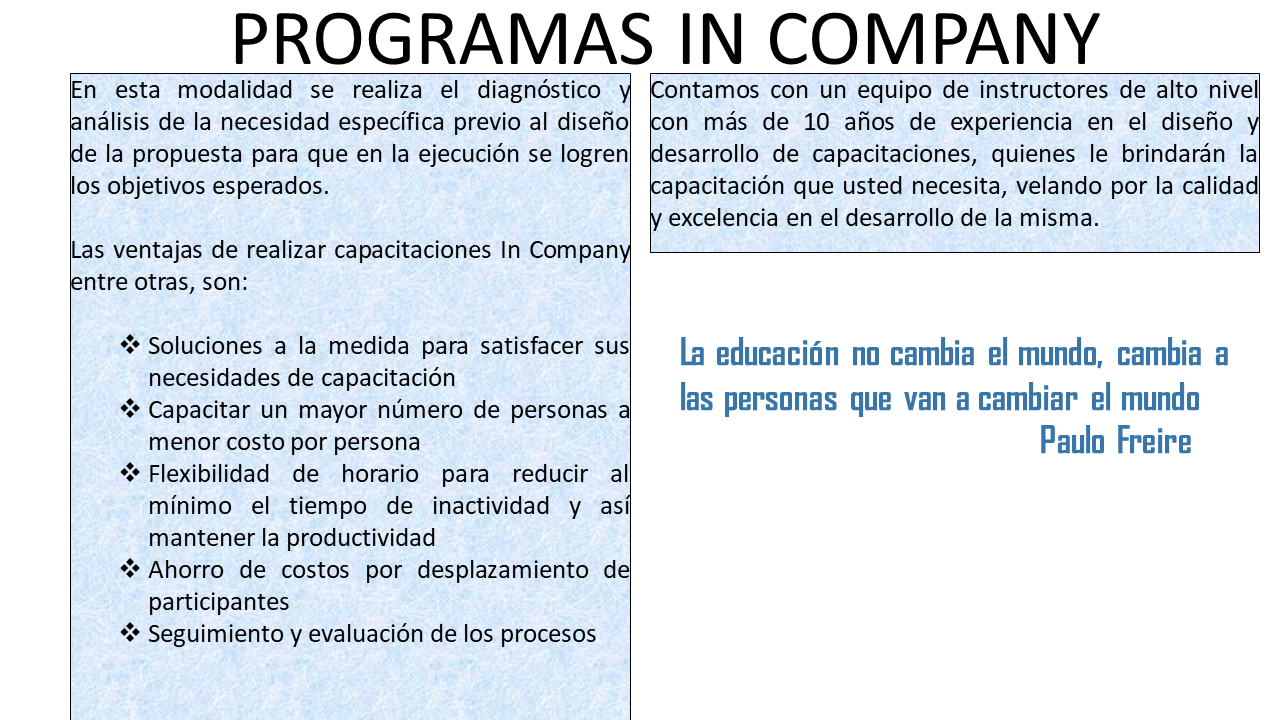 PROGRAMAS IN COMPANY
En esta modalidad se realiza el diagnóstico y
análisis de la necesidad específica previo al diseño
de la propuesta para que en la ejecución se logren
los objetivos esperados.
Las ventajas de realizar capacitaciones In Company
entre otras, son:
❖ Soluciones a la medida para satisfacer sus
necesidades de capacitación
❖ Capacitar un mayor número de personas a
menor costo por persona
❖ Flexibilidad de horario para reducir al
mínimo el tiempo de inactividad y así
mantener la productividad
❖ Ahorro de costos por desplazamiento de
participantes
❖ Seguimiento y evaluación de los procesos
Contamos con un equipo de instructores de alto nivel
con más de 10 años de experiencia en el diseño y
desarrollo de capacitaciones, quienes le brindarán la
capacitación que usted necesita, velando por la calidad
y excelencia en el desarrollo de la misma.
La educación no cambia el mundo, cambia a
las personas que van a cambiar el mundo
Paulo Freire